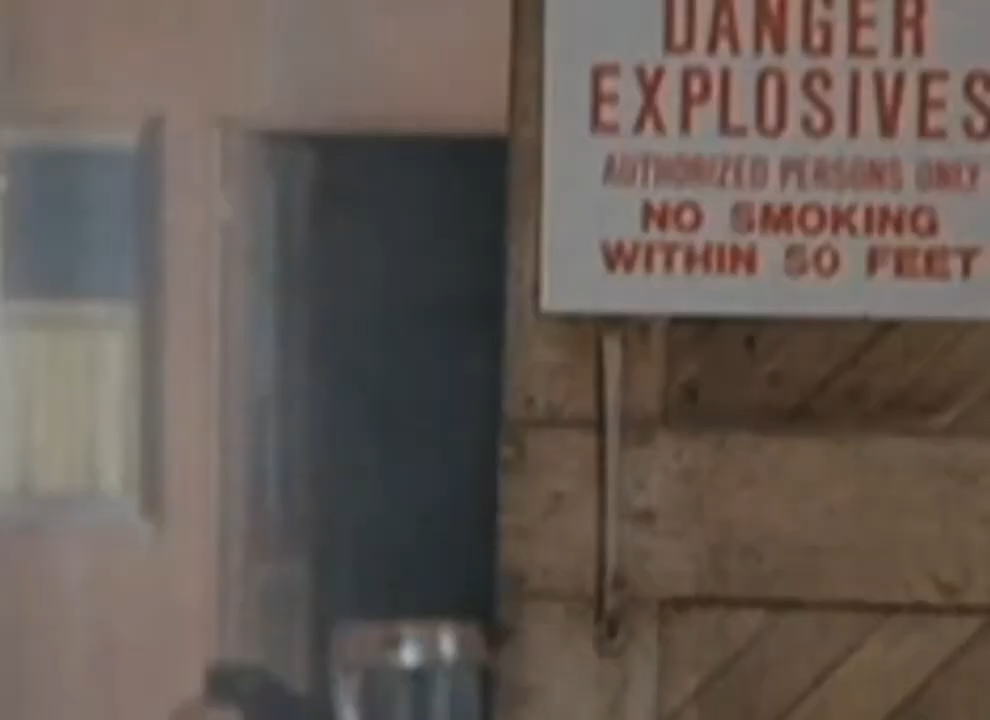 DANGER
EXPLOSIVES
AUTHORIZED PERSONS ONLY
NO SMOKING
WITHIN 50 FEET